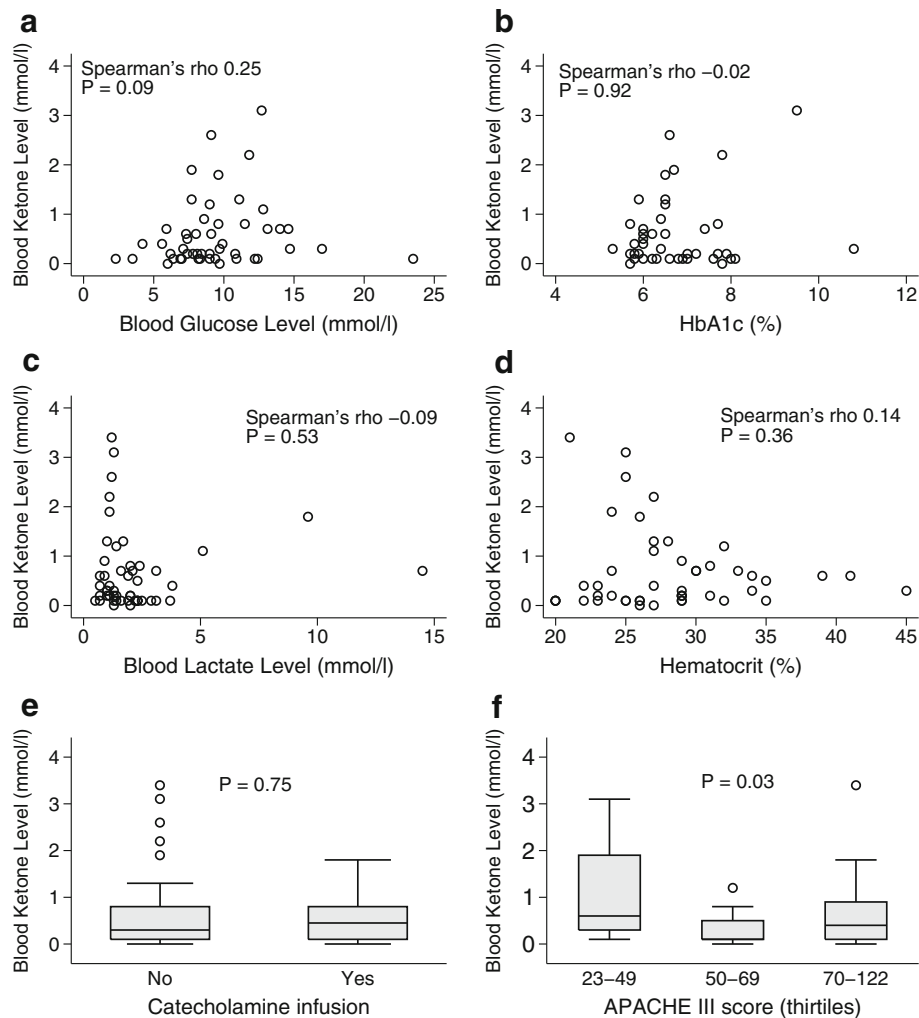 a
Blood Ketone Level (mmol/l)
4
3
2
1
0
Spearman's rho 0.25
P = 0.09
0 5 10 15 20 25
Blood Glucose Level (mmol/l)
b
Blood Ketone Level (mmol/l)
4
3
2
1
0
Spearman's rho −0.02
P = 0.92
4 6 8 10 12
HbA1c (%)
c
Blood Ketone Level (mmol/l)
4
3
2
1
0
Spearman's rho −0.09
P = 0.53
0 5 10 15
Blood Lactate Level (mmol/l)
d
Blood Ketone Level (mmol/l)
4
3
2
1
0
Spearman's rho 0.14
P = 0.36
20 25 30 35 40 45
Hematocrit (%)
e
Blood Ketone Level (mmol/l)
4
3
2
1
0
P = 0.75
No Yes
Catecholamine infusion
f
Blood Ketone Level (mmol/l)
4
3
2
1
0
P = 0.03
23−49 50−69 70−122
APACHE III score (thirtiles)